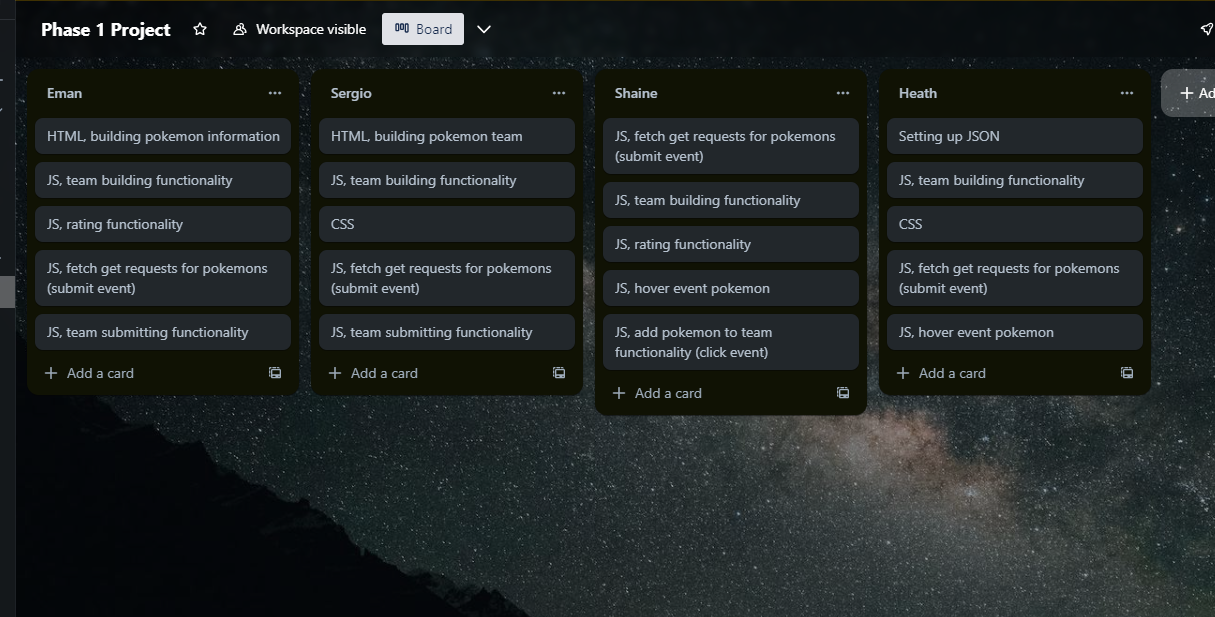 Phase 1 Project
Workspace visible
Board
Eman
HTML, building pokemon information
JS, team building functionality
JS, rating functionality
JS, fetch get requests for pokemons
(submit event)
JS, team submitting functionality
Add a card
Sergio
HTML, building pokemon team
JS, team building functionality
CSS
JS, fetch get requests for pokemons
(submit event)
JS, team submitting functionality
Add a card
Shaine
JS, fetch get requests for pokemons
(submit event)
JS, team building functionality
JS, rating functionality
JS, hover event pokemon
JS, add pokemon to team
functionality (click event)
Add a card
Heath
Setting up JSON
JS, team building functionality
CSS
JS, fetch get requests for pokemons
(submit event)
JS, hover event pokemon
Add a card
+ Ad